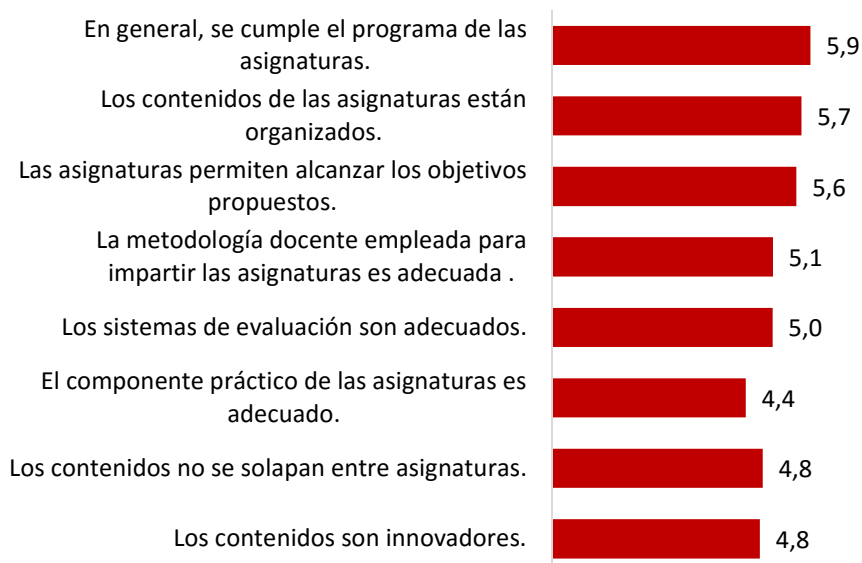 En general, se cumple el programa de las
asignaturas.
5,9
Los contenidos de las asignaturas están
organizados.
5,7
Las asignaturas permiten alcanzar los objetivos
propuestos.
5,6
La metodología docente empleada para
impartir las asignaturas es adecuada .
5,1
Los sistemas de evaluación son adecuados.
5,0
El componente práctico de las asignaturas es
adecuado.
4,4
Los contenidos no se solapan entre asignaturas.
4,8
Los contenidos son innovadores.
4,8